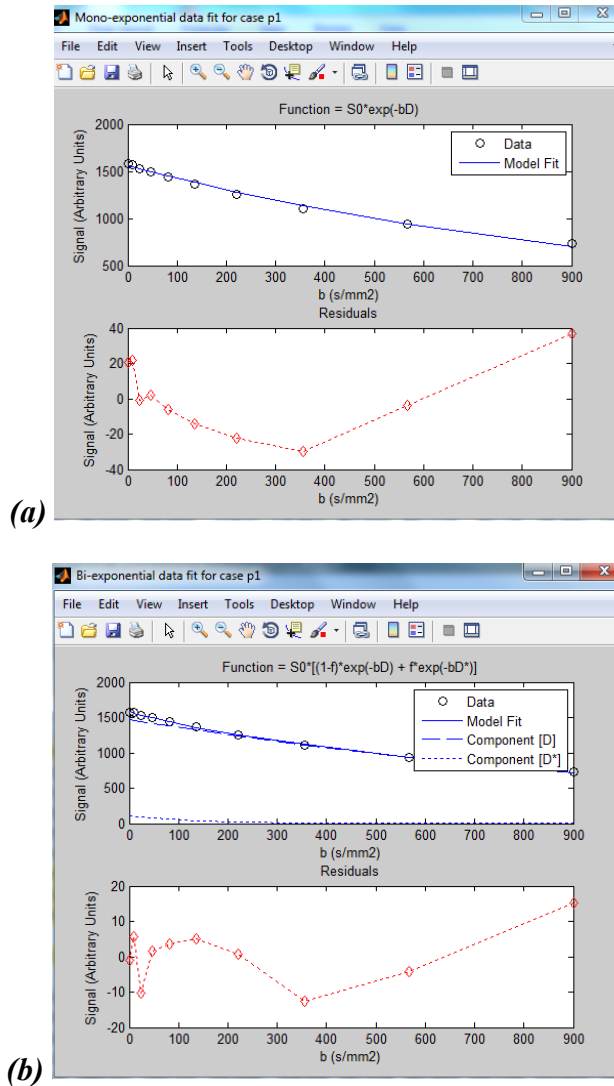 Mono-exponential data fit for case p1
File Edit View Insert Tools Desktop Window Help
Function = S0*exp(-bD)
Signal (Arbitrary Units)
2000
1500
1000
500
Data
Model Fit
0 100 200 300 400 500 600 700 800 900
b (s/mm2)
Residuals
Signal (Arbitrary Units)
40
20
0
-20
-40
0 100 200 300 400 500 600 700 800 900
b (s/mm2)
(a)
Bi-exponential data fit for case p1
File Edit View Insert Tools Desktop Window Help
Function = S0*[(1-f)*exp(-bD) + f*exp(-bD*)]
Signal (Arbitrary Units)
2000
1500
1000
500
0
Data
Model Fit
Component [D]
Component [D*]
0 100 200 300 400 500 600 700 800 900
b (s/mm2)
Residuals
Signal (Arbitrary Units)
20
10
0
-10
-20
0 100 200 300 400 500 600 700 800 900
b (s/mm2)
(b)